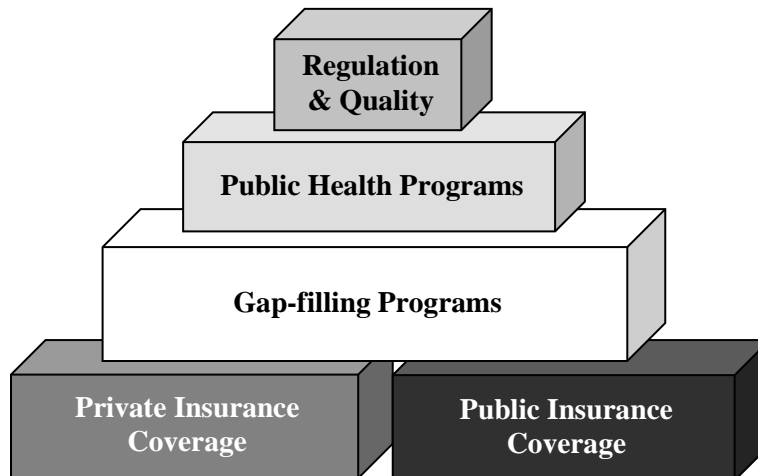 Regulation
& Quality
Public Health Programs
Gap-filling Programs
Private Insurance
Coverage
Public Insurance
Coverage